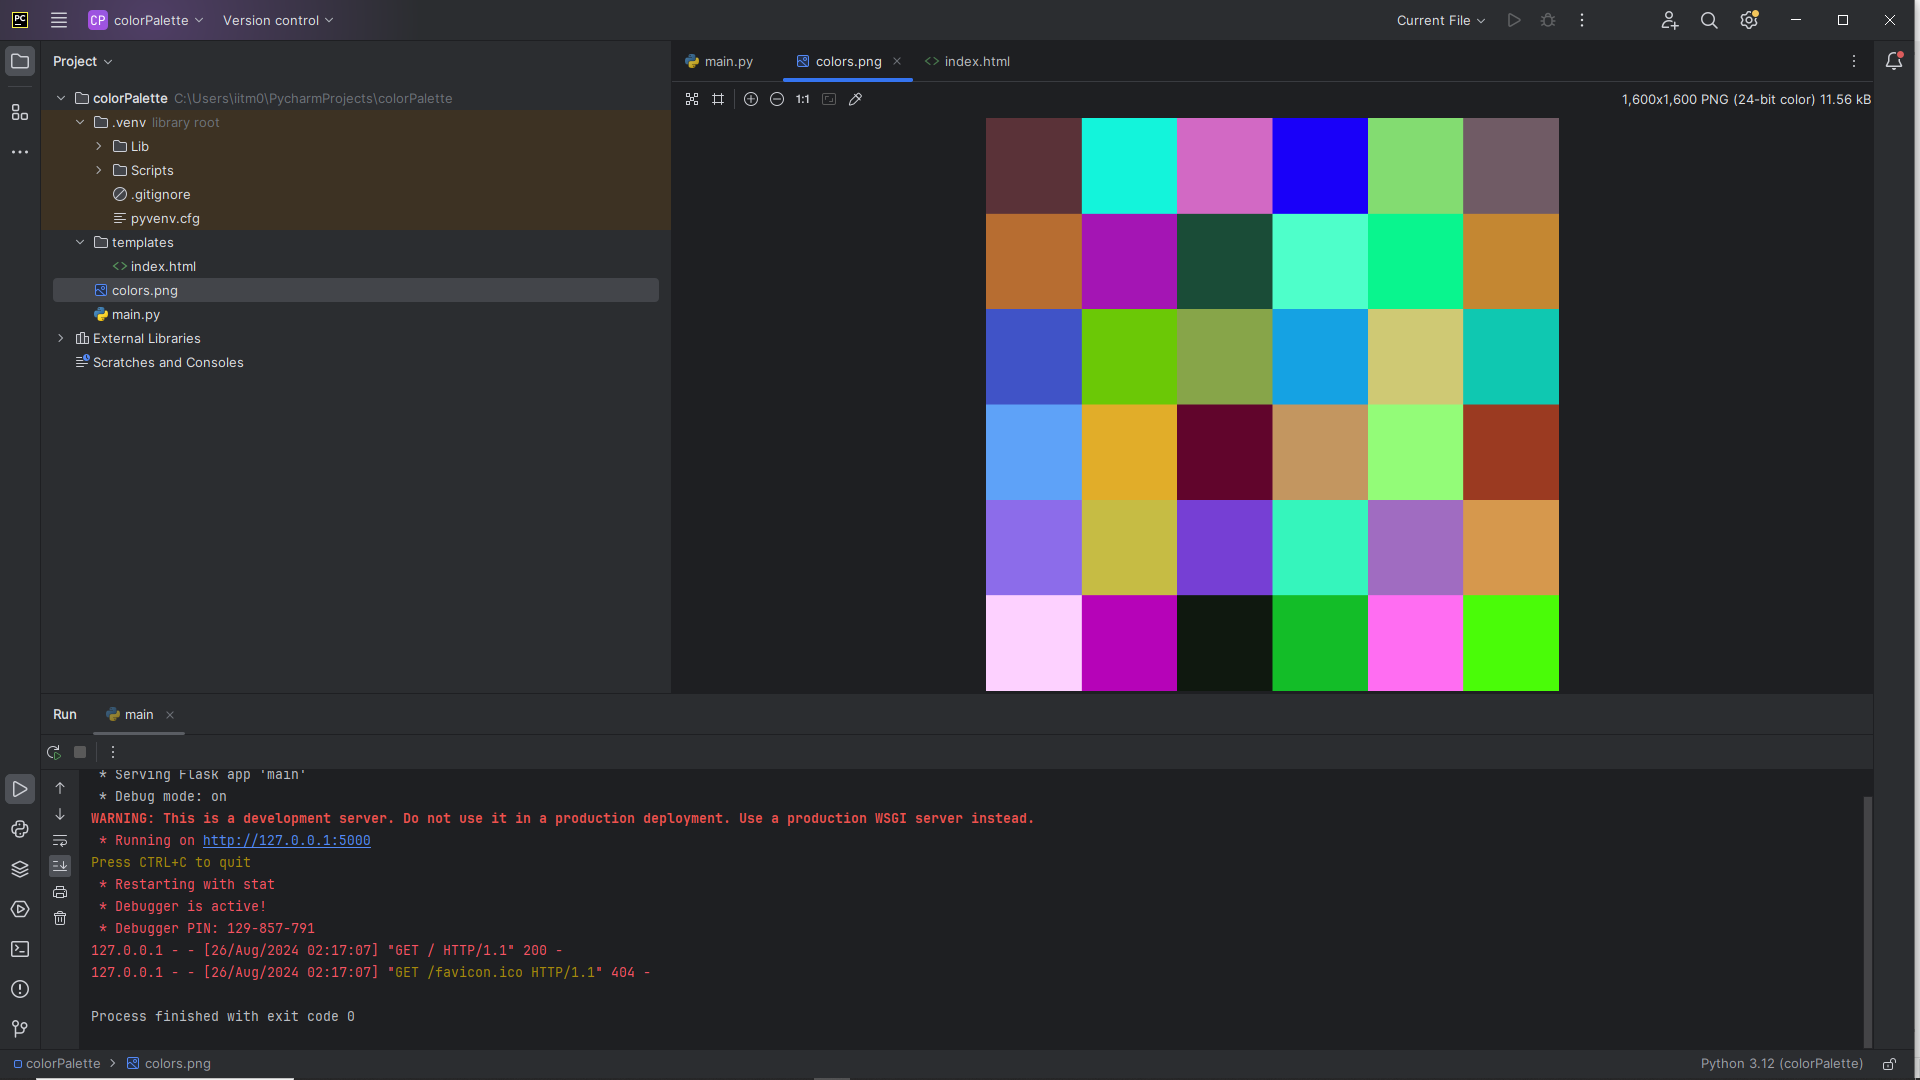 PC
CP colorPalette Version control Current File
Project
main.py colors.png index.html
colorPalette C:\Users\iitm0\PycharmProjects\colorPalette
1:1 1,600x1,600 PNG (24-bit color) 11.56 kB
.venv library root
Lib
Scripts
.gitignore
pyvenv.cfg
templates
index.html
colors.png
main.py
External Libraries
Scratches and Consoles
Run main
* Serving Flask app 'main'
* Debug mode: on
WARNING: This is a development server. Do not use it in a production deployment. Use a production WSGI server instead.
* Running on http://127.0.0.1:5000
Press CTRL+C to quit
* Restarting with stat
* Debugger is active!
* Debugger PIN: 129-857-791
127.0.0.1 - - [26/Aug/2024 02:17:07] "GET / HTTP/1.1" 200 -
127.0.0.1 - - [26/Aug/2024 02:17:07] "GET /favicon.ico HTTP/1.1" 404 -
Process finished with exit code 0
colorPalette > colors.png Python 3.12 (colorPalette)